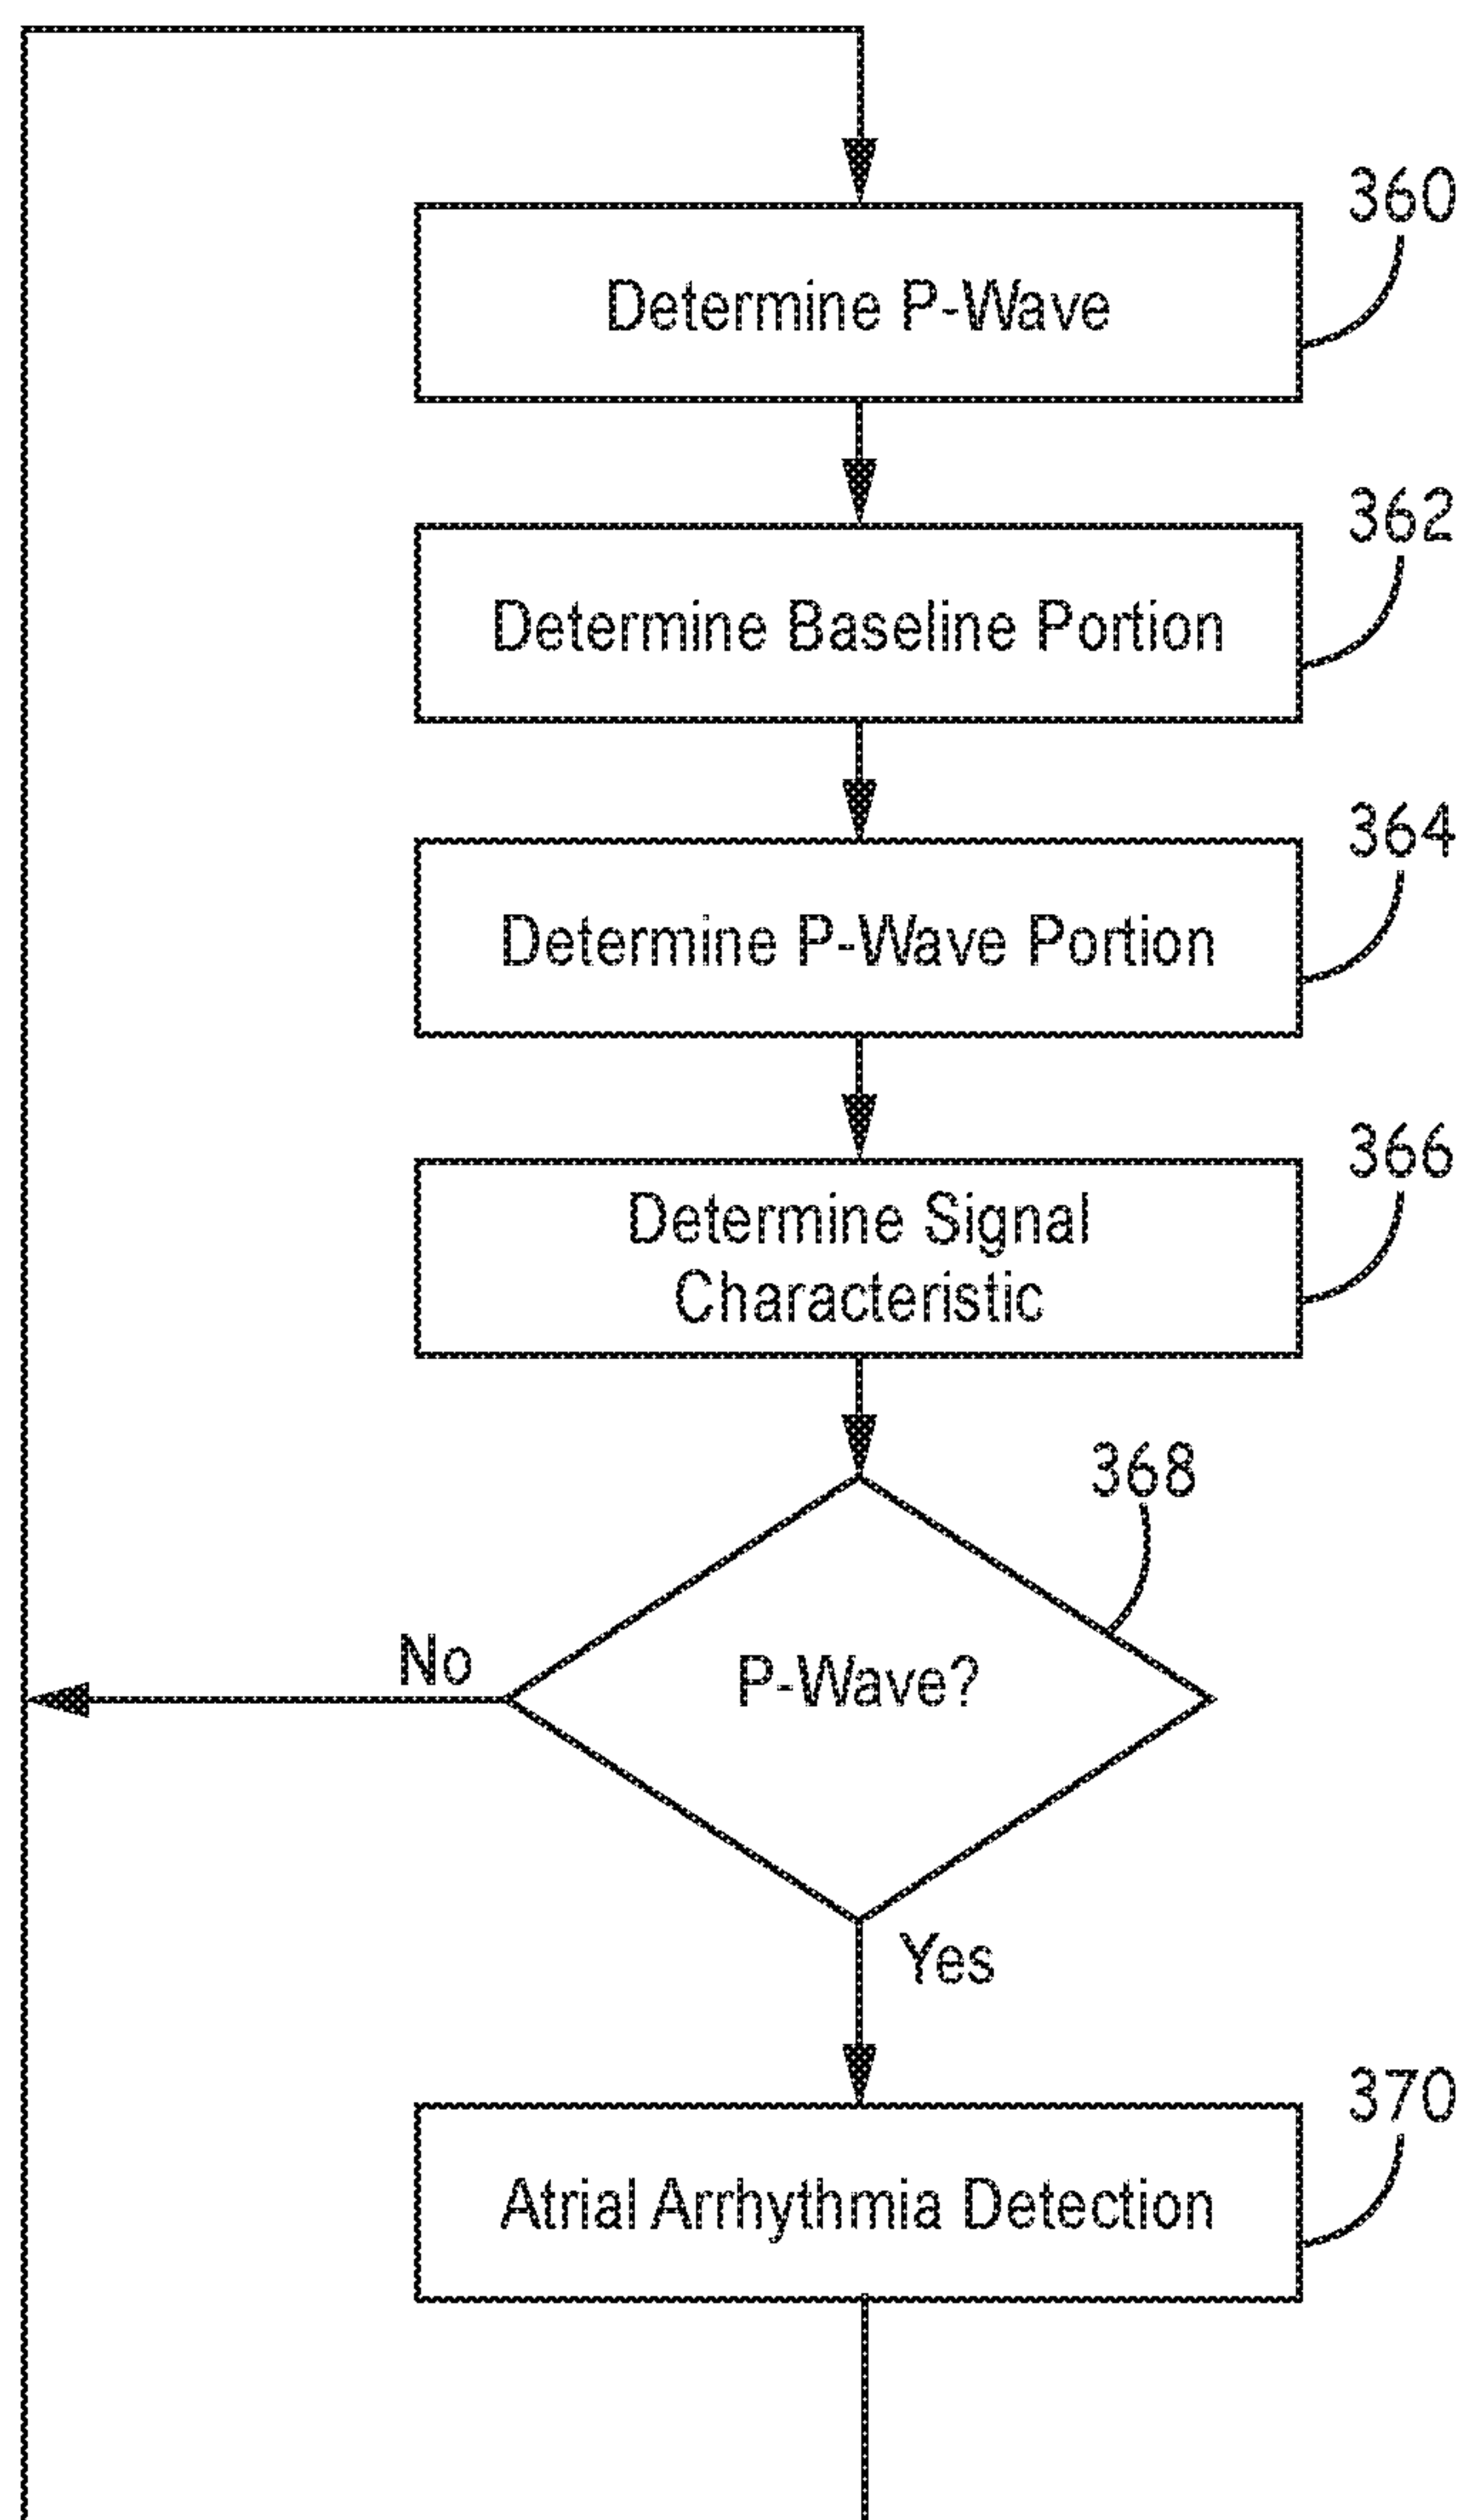 360
Determine P-Wave
362
Determine Baseline Portion
364
Determine P-Wave Portion
366
Determine Signal
Characteristic
368
P-Wave?
No
Yes
370
Atrial Arrhythmia Detection